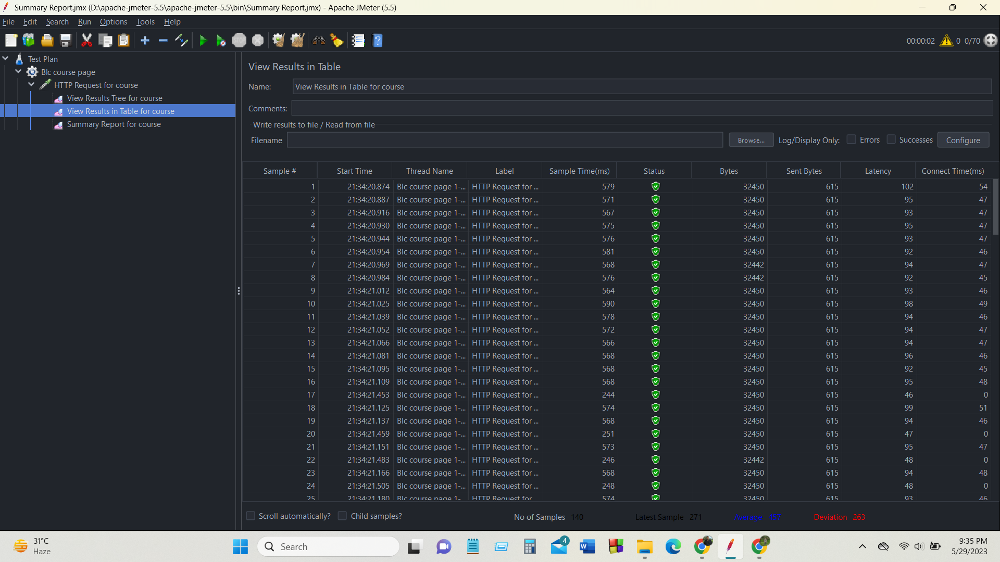 Summary Report.jmx (D:\apache-jmeter-5.5\apache-jmeter-5.5\bin\Summary Report.jmx) - Apache JMeter (5.5)
File Edit Search Run Options Tools Help
STOP 00:00:02 0 0/70
Test Plan
Blc course page
HTTP Request for course
View Results Tree for course
View Results in Table for course
Summary Report for course
View Results in Table
Name: View Results in Table for course
Comments:
Write results to file / Read from file
Filename Browse... Log/Display Only: Errors Successes Configure
Sample # Start Time Thread Name Label Sample Time(ms) Status Bytes Sent Bytes Latency Connect Time(ms)
1 21:34:20.874 Blc course page 1-... HTTP Request for ... 579 32450 615 102 54
2 21:34:20.887 Blc course page 1-... HTTP Request for ... 571 32450 615 95 47
3 21:34:20.916 Blc course page 1-... HTTP Request for ... 567 32450 615 93 47
4 21:34:20.930 Blc course page 1-... HTTP Request for ... 575 32450 615 95 47
5 21:34:20.944 Blc course page 1-... HTTP Request for ... 576 32450 615 93 47
6 21:34:20.954 Blc course page 1-... HTTP Request for ... 581 32450 615 92 46
7 21:34:20.969 Blc course page 1-... HTTP Request for ... 568 32442 615 94 47
8 21:34:20.984 Blc course page 1-... HTTP Request for ... 576 32442 615 92 45
9 21:34:21.012 Blc course page 1-... HTTP Request for ... 564 32450 615 93 46
10 21:34:21.025 Blc course page 1-... HTTP Request for ... 590 32450 615 98 49
11 21:34:21.039 Blc course page 1-... HTTP Request for ... 578 32450 615 94 46
12 21:34:21.052 Blc course page 1-... HTTP Request for ... 572 32450 615 94 47
13 21:34:21.066 Blc course page 1-... HTTP Request for ... 566 32450 615 94 47
14 21:34:21.081 Blc course page 1-... HTTP Request for ... 568 32450 615 96 46
15 21:34:21.095 Blc course page 1-... HTTP Request for ... 568 32450 615 92 45
16 21:34:21.109 Blc course page 1-... HTTP Request for ... 568 32450 615 95 48
17 21:34:21.453 Blc course page 1-... HTTP Request for ... 244 32450 615 46 0
18 21:34:21.125 Blc course page 1-... HTTP Request for ... 574 32450 615 99 51
19 21:34:21.137 Blc course page 1-... HTTP Request for ... 568 32450 615 94 46
20 21:34:21.459 Blc course page 1-... HTTP Request for ... 251 32450 615 47 0
21 21:34:21.151 Blc course page 1-... HTTP Request for ... 573 32450 615 95 47
22 21:34:21.483 Blc course page 1-... HTTP Request for ... 246 32442 615 48 0
23 21:34:21.166 Blc course page 1-... HTTP Request for ... 568 32450 615 94 48
24 21:34:21.505 Blc course page 1-... HTTP Request for ... 248 32450 615 48 0
25 21:34:21.180 Blc course page 1-... HTTP Request for ... 574 32450 615 93 46
Scroll automatically? Child samples? No of Samples 140 Latest Sample 271 Average 457 Deviation 263
31°C
Haze
Search
4
9:35 PM
5/29/2023